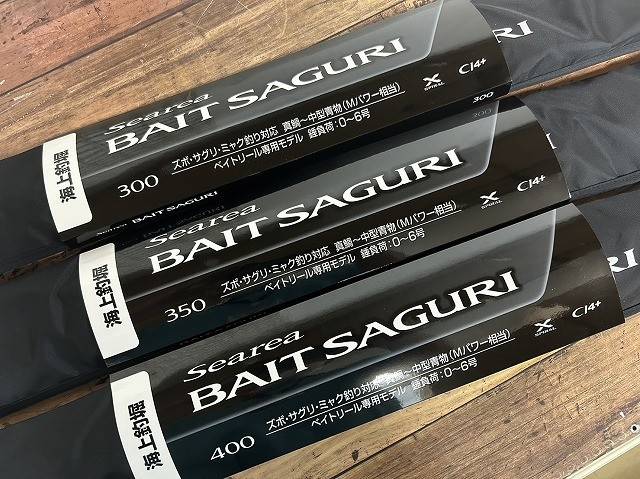 Searea
BAIT SAGURI
X
SPIRAL
CI4+
海上釣堀
300
ズボ・サグリ・ミャク釣り対応 真鯛～中型青物(Mパワー相当)
ベイトリール専用モデル 錘負荷:0～6号
300
BAIT SAGURI
300
Searea
BAIT SAGURI
X
SPIRAL
CI4+
海上釣堀
350
ズボ・サグリ・ミャク釣り対応 真鯛～中型青物(Mパワー相当)
ベイトリール専用モデル 錘負荷:0～6号
Searea
BAIT SAGURI
X
SPIRAL
CI4+
海上釣堀
400
ズボ・サグリ・ミャク釣り対応 真鯛～中型青物(Mパワー相当)
ベイトリール専用モデル 錘負荷:0～6号